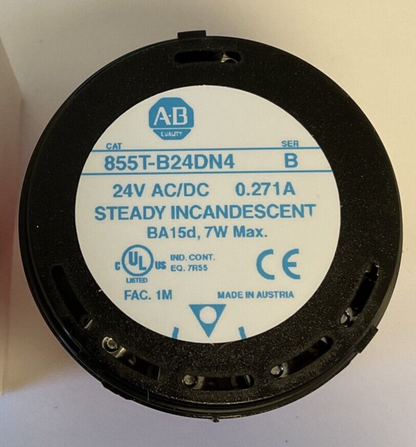 A-B
QUALITY
CAT SER
855T-B24DN4 B
24V AC/DC 0.271A
STEADY INCANDESCENT
BA15d, 7W Max.
C UL US IND. CONT.
LISTED EQ. 7R55
CE
FAC. 1M MADE IN AUSTRIA